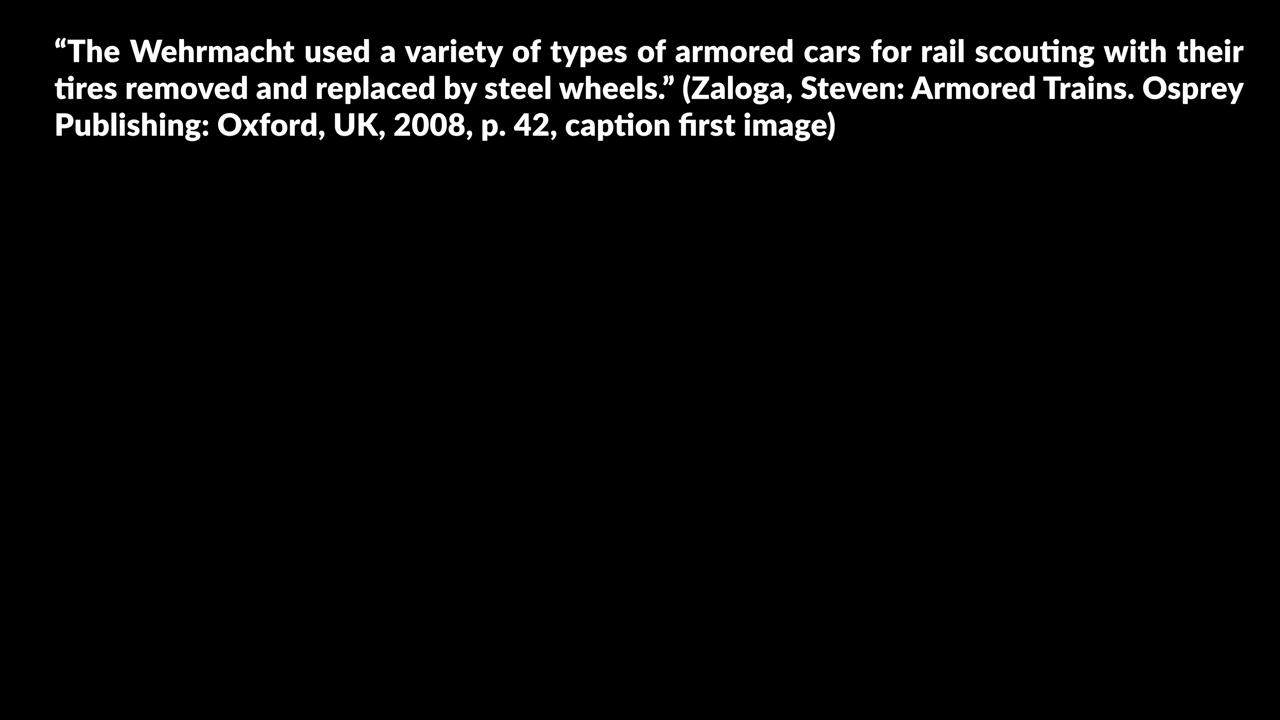 “The Wehrmacht used a variety of types of armored cars for rail scouting with their
tires removed and replaced by steel wheels.” (Zaloga, Steven: Armored Trains. Osprey
Publishing: Oxford, UK, 2008, p. 42, caption first image)